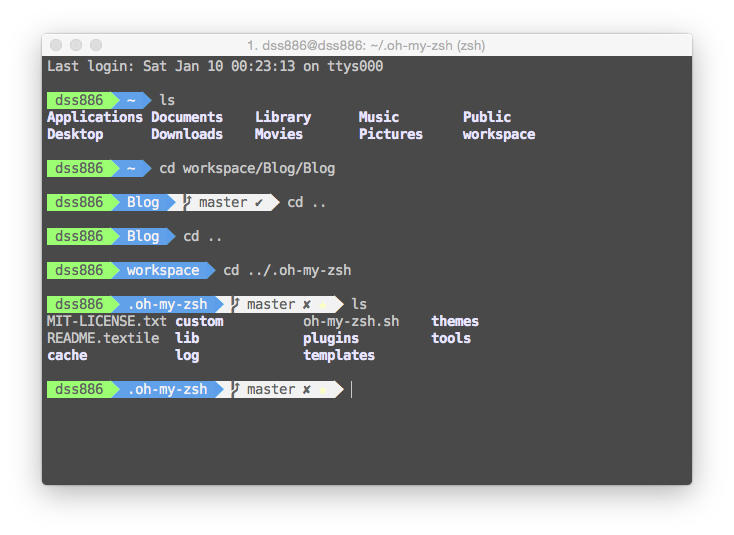 1. dss886@dss886: ~/.oh-my-zsh (zsh)
Last login: Sat Jan 10 00:23:13 on ttys000
dss886 ~ ls
Applications Documents Library Music Public
Desktop Downloads Movies Pictures workspace
dss886 ~ cd workspace/Blog/Blog
dss886 Blog master ✔ cd ..
dss886 Blog cd ..
dss886 workspace cd ../.oh-my-zsh
dss886 .oh-my-zsh master ✘ ls
MIT-LICENSE.txt custom oh-my-zsh.sh themes
README.textile lib plugins tools
cache log templates
dss886 .oh-my-zsh master ✘